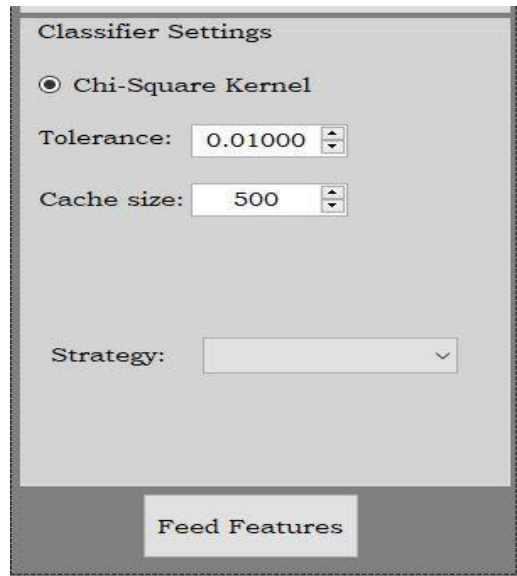 Classifier Settings
Chi-Square Kernel
Tolerance: 0.01000
Cache size: 500
Strategy:
Feed Features